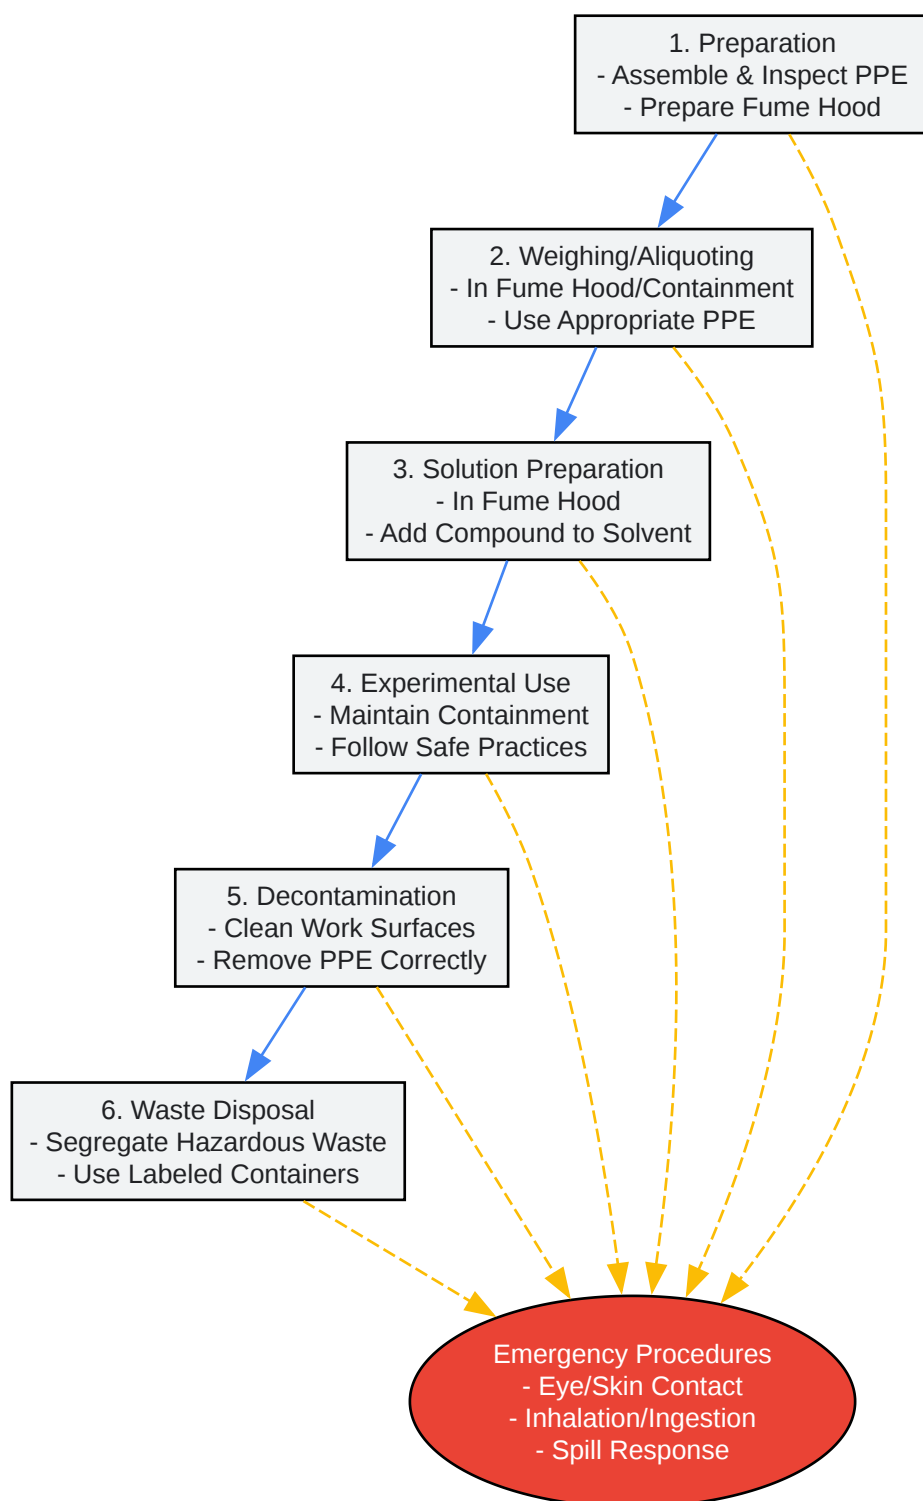 1. Preparation
- Assemble & Inspect PPE
- Prepare Fume Hood
2. Weighing/Aliquoting
- In Fume Hood/Containment
- Use Appropriate PPE
3. Solution Preparation
- In Fume Hood
- Add Compound to Solvent
4. Experimental Use
- Maintain Containment
- Follow Safe Practices
5. Decontamination
- Clean Work Surfaces
- Remove PPE Correctly
6. Waste Disposal
- Segregate Hazardous Waste
- Use Labeled Containers
Emergency Procedures
- Eye/Skin Contact
- Inhalation/Ingestion
- Spill Response